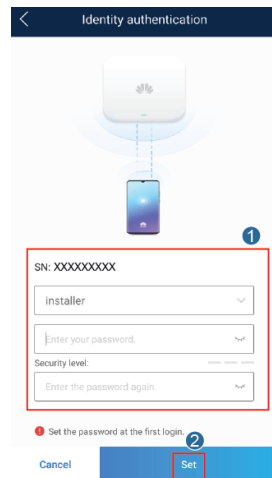 Identity authentication
1
SN: XXXXXXXXX
installer
Enter your password.
Security level:
Enter the password again.
Set the password at the first login.
2
Cancel
Set